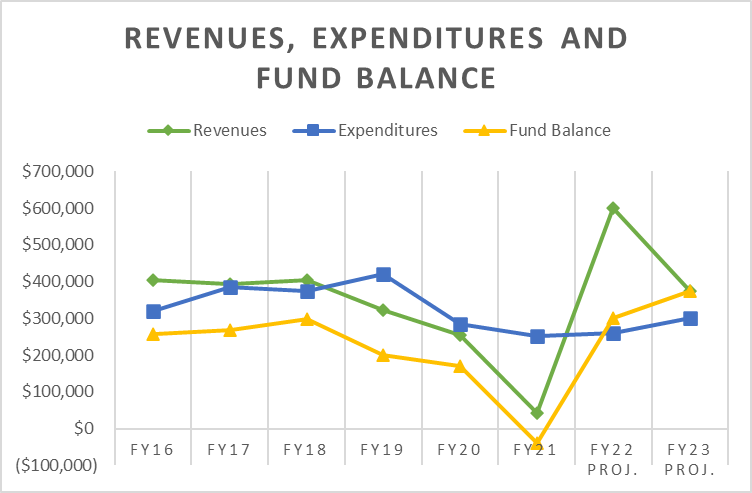 REVENUES, EXPENDITURES AND
FUND BALANCE
Revenues Expenditures Fund Balance
$700,000
$600,000
$500,000
$400,000
$300,000
$200,000
$100,000
$0
($100,000)
FY16 FY17 FY18 FY19 FY20 FY21 FY22 FY23
PROJ. PROJ.